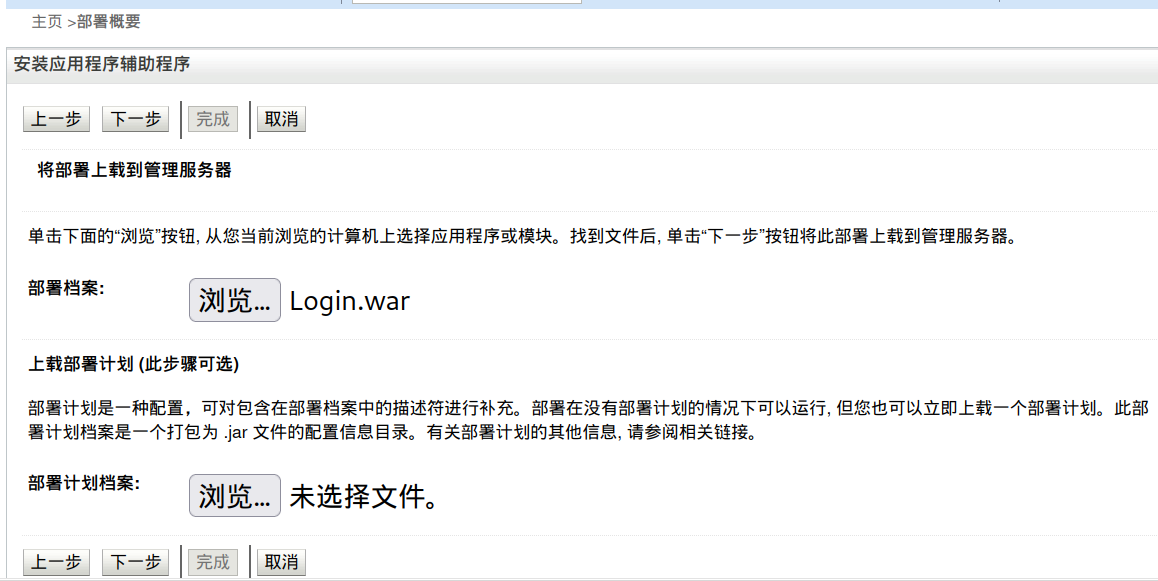 主页 >部署概要
安装应用程序辅助程序
上一步 下一步 完成 取消
将部署上载到管理服务器
单击下面的“浏览”按钮, 从您当前浏览的计算机上选择应用程序或模块。找到文件后, 单击“下一步”按钮将此部署上载到管理服务器。
部署档案: 浏览... Login.war
上载部署计划 (此步骤可选)
部署计划是一种配置，可对包含在部署档案中的描述符进行补充。部署在没有部署计划的情况下可以运行, 但您也可以立即上载一个部署计划。此部
署计划档案是一个打包为 .jar 文件的配置信息目录。有关部署计划的其他信息, 请参阅相关链接。
部署计划档案: 浏览... 未选择文件。
上一步 下一步 完成 取消